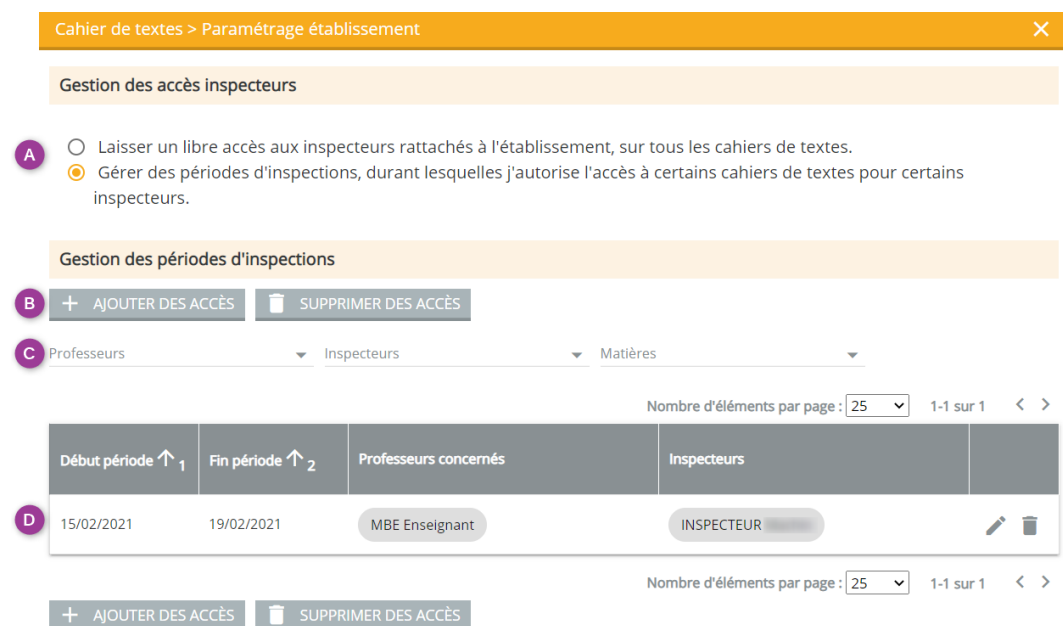 Cahier de textes > Paramétrage établissement
Gestion des accès inspecteurs
A
Laisser un libre accès aux inspecteurs rattachés à l'établissement, sur tous les cahiers de textes.
Gérer des périodes d'inspections, durant lesquelles j'autorise l'accès à certains cahiers de textes pour certains
inspecteurs.
Gestion des périodes d'inspections
B AJOUTER DES ACCÈS SUPPRIMER DES ACCÈS
C Professeurs Inspecteurs Matières
Nombre d'éléments par page : 25 1-1 sur 1
Début période 1 Fin période 2 Professeurs concernés Inspecteurs
D 15/02/2021 19/02/2021 MBE Enseignant INSPECTEUR
Nombre d'éléments par page : 25 1-1 sur 1
AJOUTER DES ACCÈS SUPPRIMER DES ACCÈS